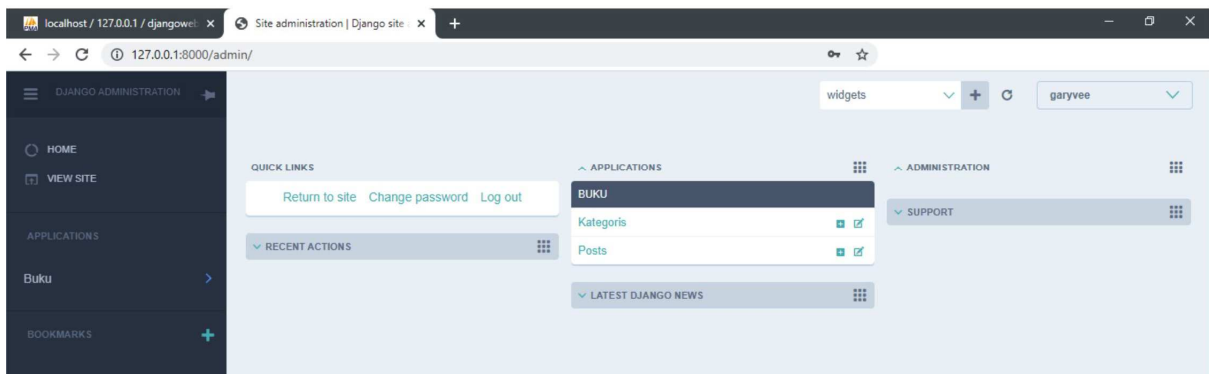 localhost / 127.0.0.1 / djangoweb
Site administration | Django site
127.0.0.1:8000/admin/
DJANGO ADMINISTRATION
HOME
VIEW SITE
APPLICATIONS
Buku
BOOKMARKS
widgets
garyvee
QUICK LINKS
Return to site Change password Log out
RECENT ACTIONS
APPLICATIONS
BUKU
Kategoris
Posts
LATEST DJANGO NEWS
ADMINISTRATION
SUPPORT